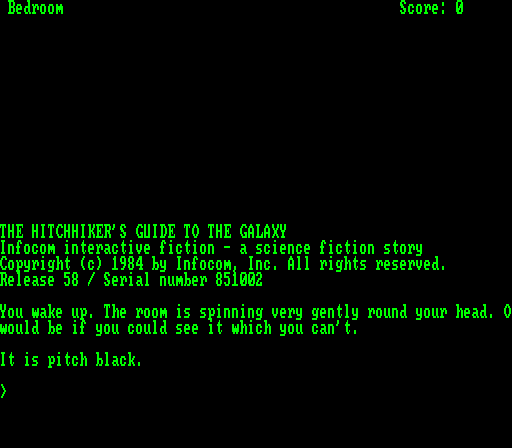 Bedroom Score: 0
THE HITCHHIKER'S GUIDE TO THE GALAXY
Infocom interactive fiction - a science fiction story
Copyright (c) 1984 by Infocom, Inc. All rights reserved.
Release 58 / Serial number 851002
You wake up. The room is spinning very gently round your head. O
would be if you could see it which you can't.
It is pitch black.
>